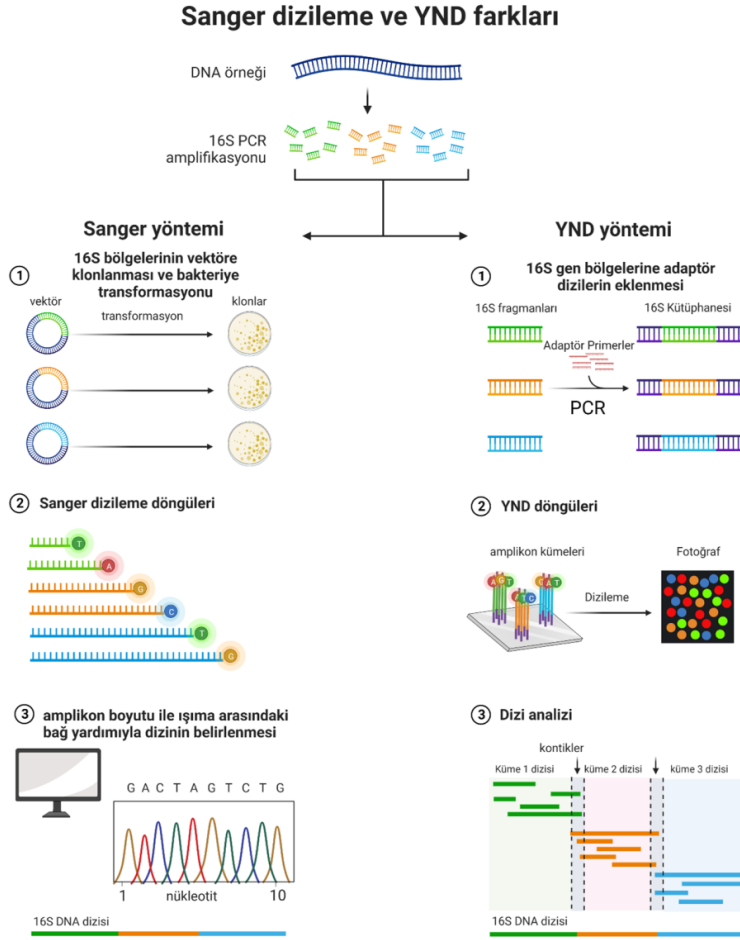 Sanger dizileme ve YND farkları
DNA örneği
16S PCR
amplifikasyonu
Sanger yöntemi
1
16S bölgelerinin vektöre
klonlanması ve bakteriye
transformasyonu
vektör
transformasyon
klonlar
2
Sanger dizileme döngüleri
T
A
G
C
T
G
3
amplikon boyutu ile ışıma arasındaki
bağ yardımıyla dizinin belirlenmesi
G A C T A G T C T G
1
nükleotit
10
16S DNA dizisi
YND yöntemi
1
16S gen bölgelerine adaptör
dizilerin eklenmesi
16S fragmanları
16S Kütüphanesi
Adaptör Primerler
PCR
2
YND döngüleri
amplikon kümeleri
Fotoğraf
A G T
A T C
G A T
Dizileme
3
Dizi analizi
kontikler
Küme 1 dizisi
küme 2 dizisi
küme 3 dizisi
16S DNA dizisi